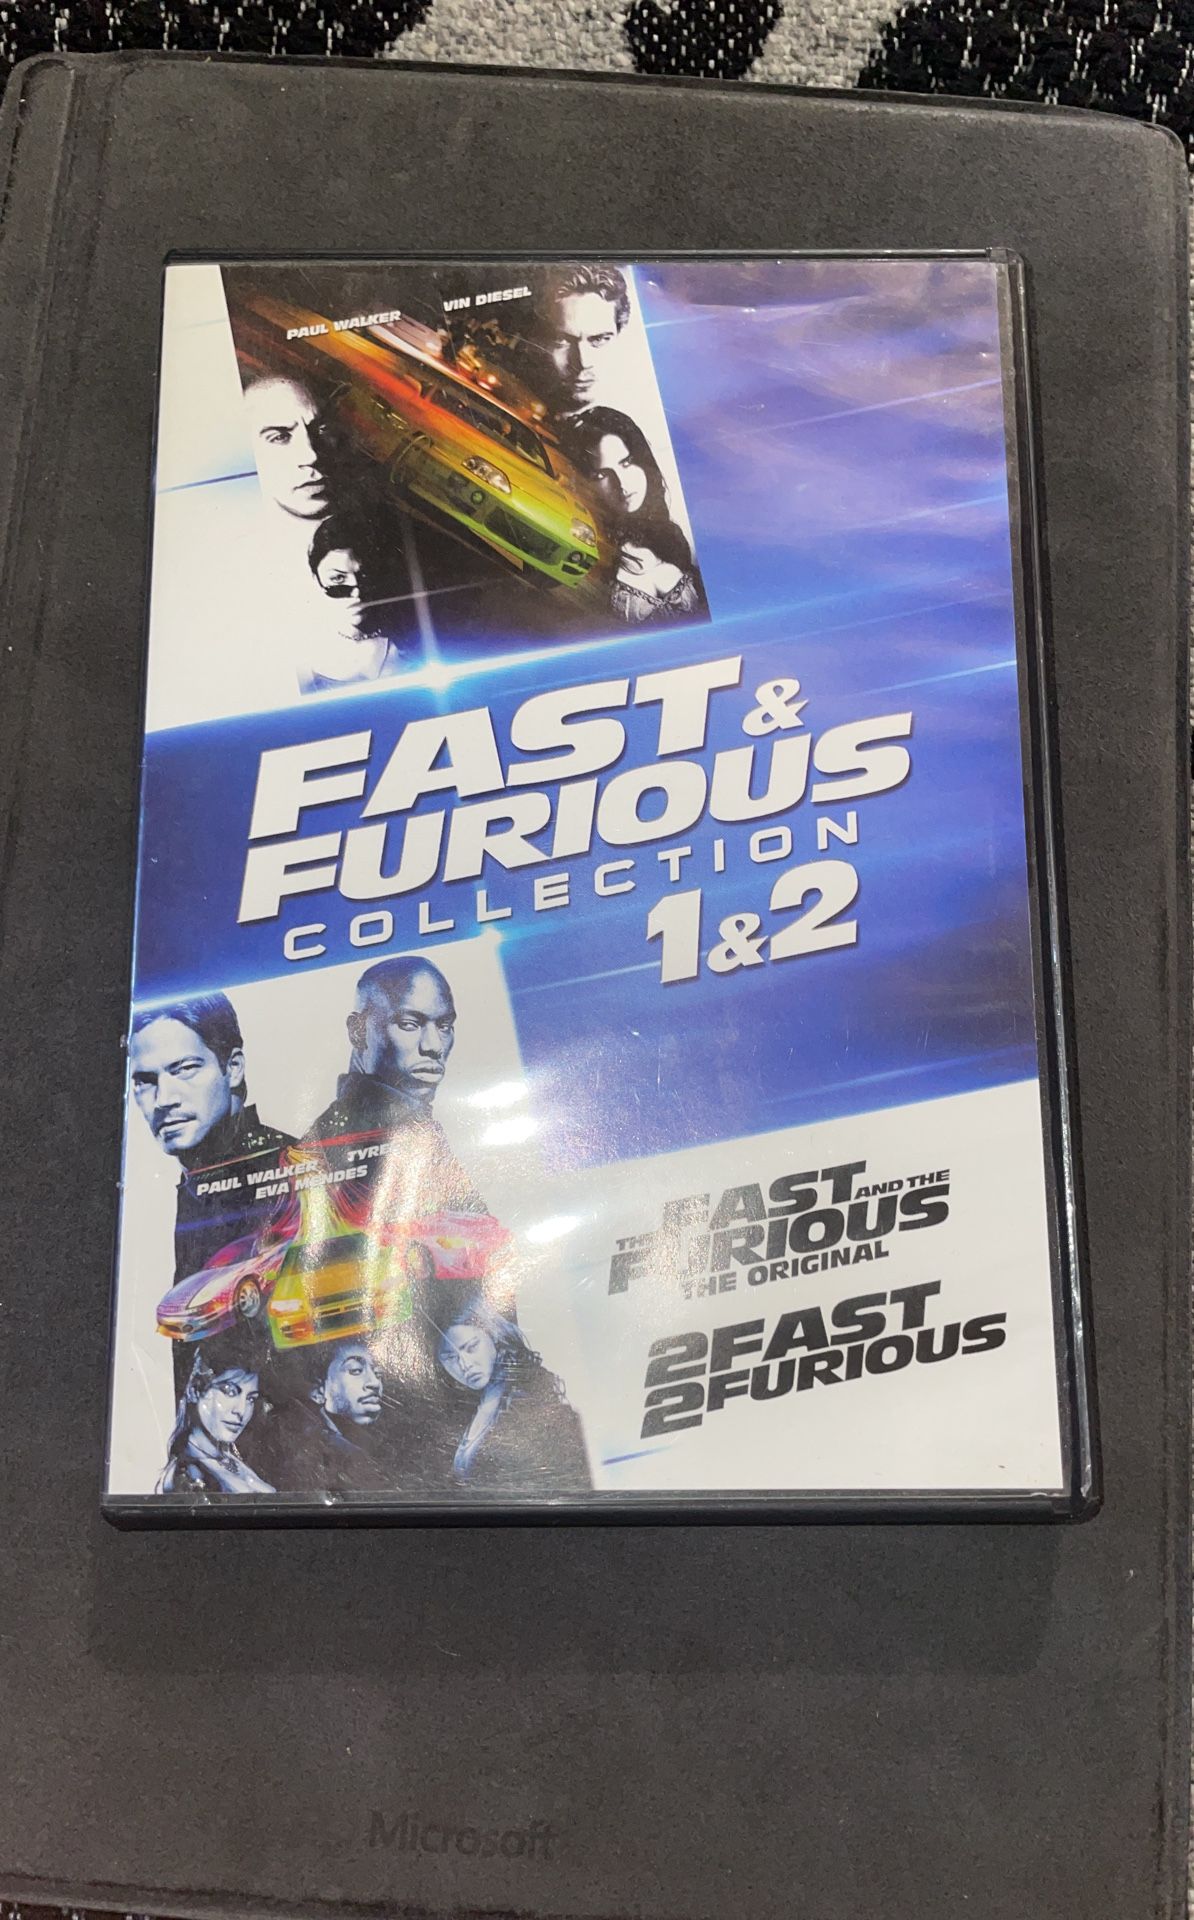 PAUL WALKER
VIN DIESEL
FAST &
FURIOUS
COLLECTION
1&2
PAUL WALKER
EVA MENDES
THE FAST AND THE
FURIOUS
THE ORIGINAL
2FAST
2FURIOUS
Microsoft